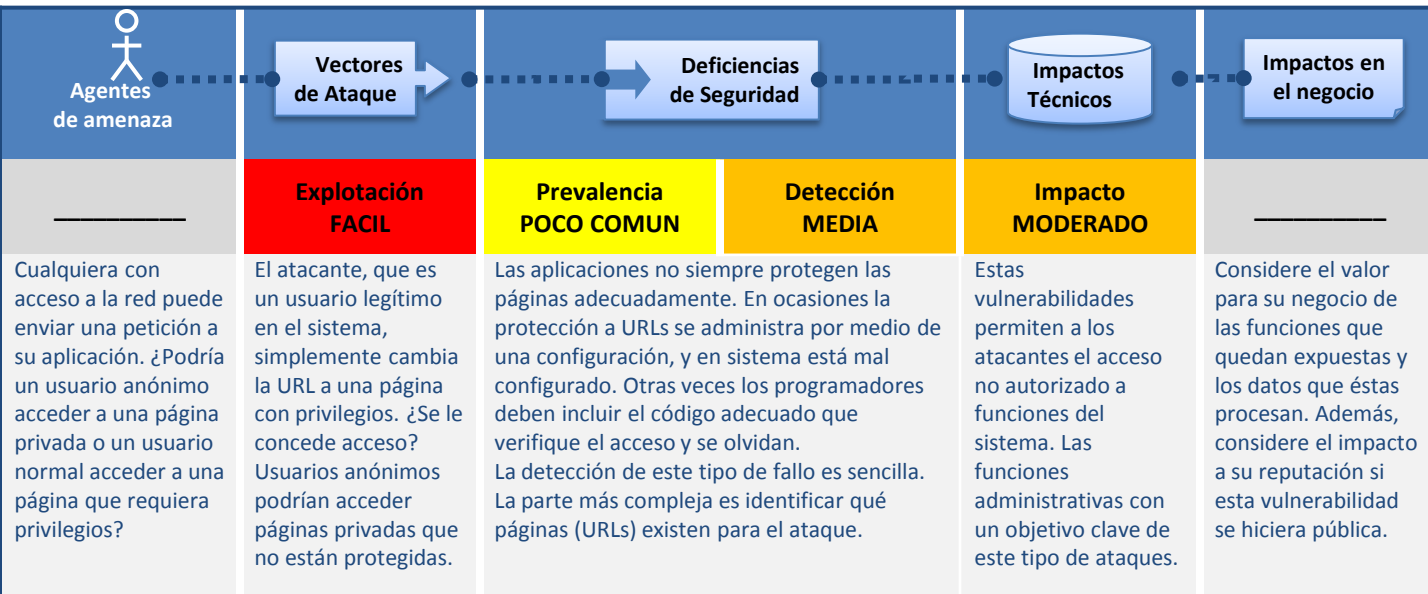 Agentes
de amenaza
Vectores
de Ataque
Deficiencias
de Seguridad
Impactos
Técnicos
Impactos en
el negocio
__________
Explotación
FACIL
Prevalencia
POCO COMUN
Detección
MEDIA
Impacto
MODERADO
__________
Cualquiera con
acceso a la red puede
enviar una petición a
su aplicación. ¿Podría
un usuario anónimo
acceder a una página
privada o un usuario
normal acceder a una
página que requiera
privilegios?
El atacante, que es
un usuario legítimo
en el sistema,
simplemente cambia
la URL a una página
con privilegios. ¿Se le
concede acceso?
Usuarios anónimos
podrían acceder
páginas privadas que
no están protegidas.
Las aplicaciones no siempre protegen las
páginas adecuadamente. En ocasiones la
protección a URLs se administra por medio de
una configuración, y en sistema está mal
configurado. Otras veces los programadores
deben incluir el código adecuado que
verifique el acceso y se olvidan.
La detección de este tipo de fallo es sencilla.
La parte más compleja es identificar qué
páginas (URLs) existen para el ataque.
Estas
vulnerabilidades
permiten a los
atacantes el acceso
no autorizado a
funciones del
sistema. Las
funciones
administrativas con
un objetivo clave de
este tipo de ataques.
Considere el valor
para su negocio de
las funciones que
quedan expuestas y
los datos que éstas
procesan. Además,
considere el impacto
a su reputación si
esta vulnerabilidad
se hiciera pública.